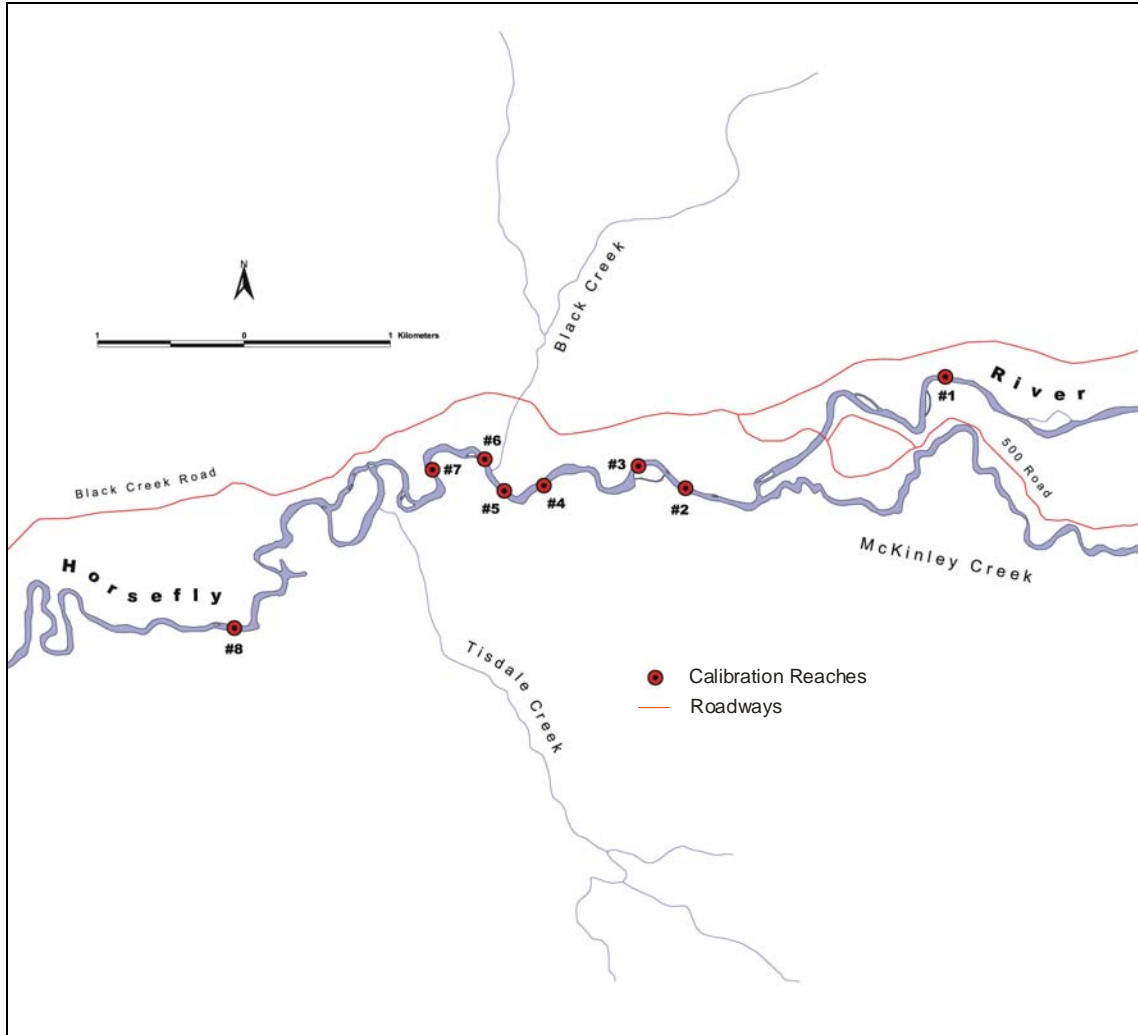 Black Creek
N
1 0 1 Kilometers
River
#1
500 Road
#6
#3
#7
#5
#4
#2
Black Creek Road
McKinley Creek
Horsefly
#8
Tisdale Creek
Calibration Reaches
Roadways